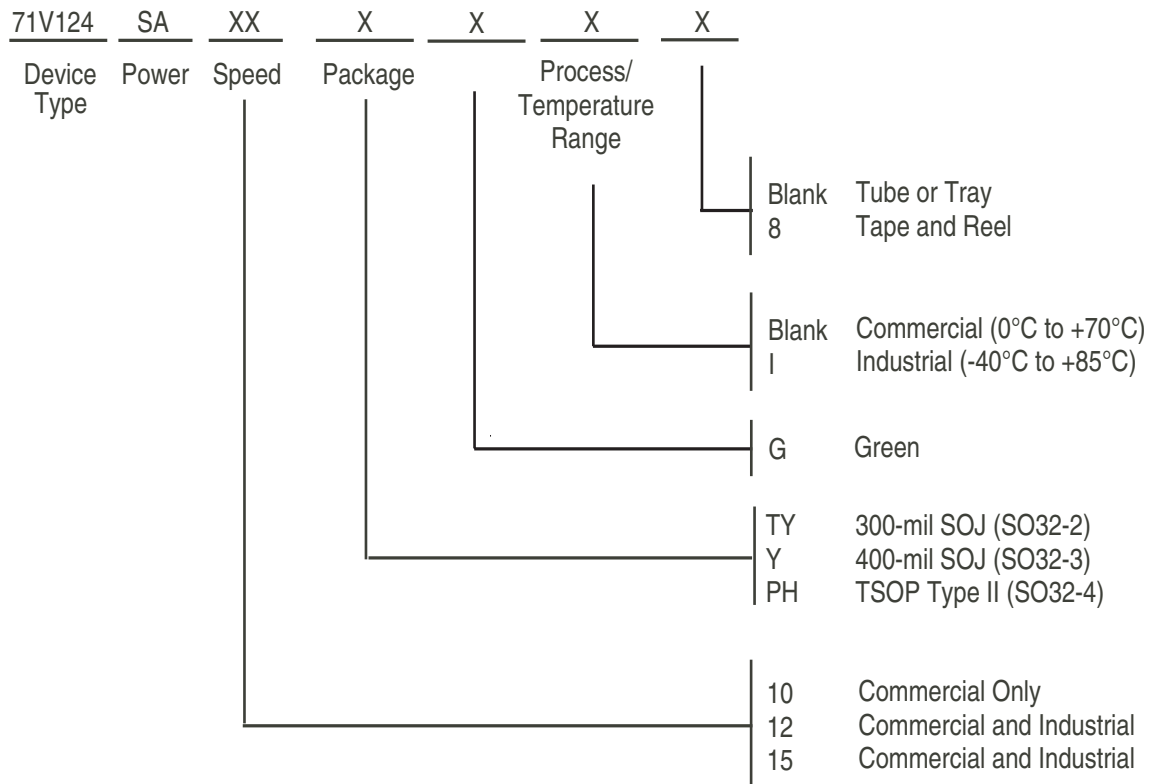 71V124 SA XX X X X X
Device Type
Power
Speed
Package
Process/
Temperature
Range
Blank Tube or Tray
8 Tape and Reel
Blank Commercial (0°C to +70°C)
I Industrial (-40°C to +85°C)
G Green
TY 300-mil SOJ (SO32-2)
Y 400-mil SOJ (SO32-3)
PH TSOP Type II (SO32-4)
10 Commercial Only
12 Commercial and Industrial
15 Commercial and Industrial